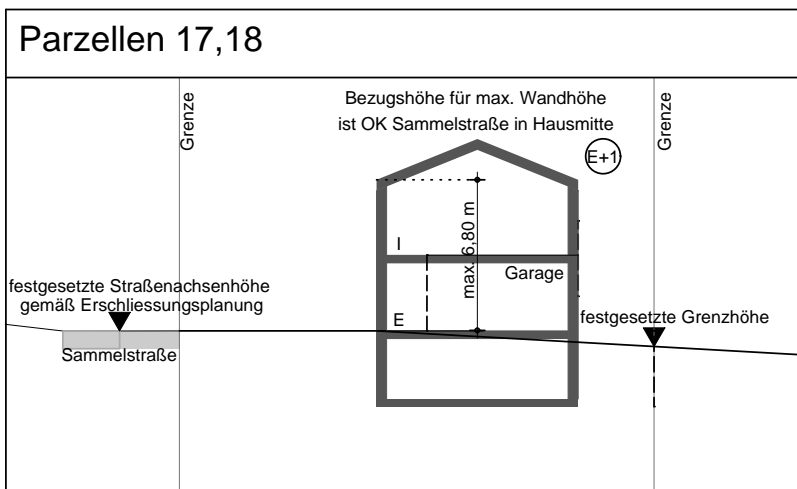 Parzellen 17,18
Grenze
Bezugshöhe für max. Wandhöhe
ist OK Sammelstraße in Hausmitte
Grenze
E+1
max. 6,80 m
I
Garage
festgesetzte Straßenachsenhöhe
gemäß Erschliessungsplanung
E
festgesetzte Grenzhöhe
Sammelstraße